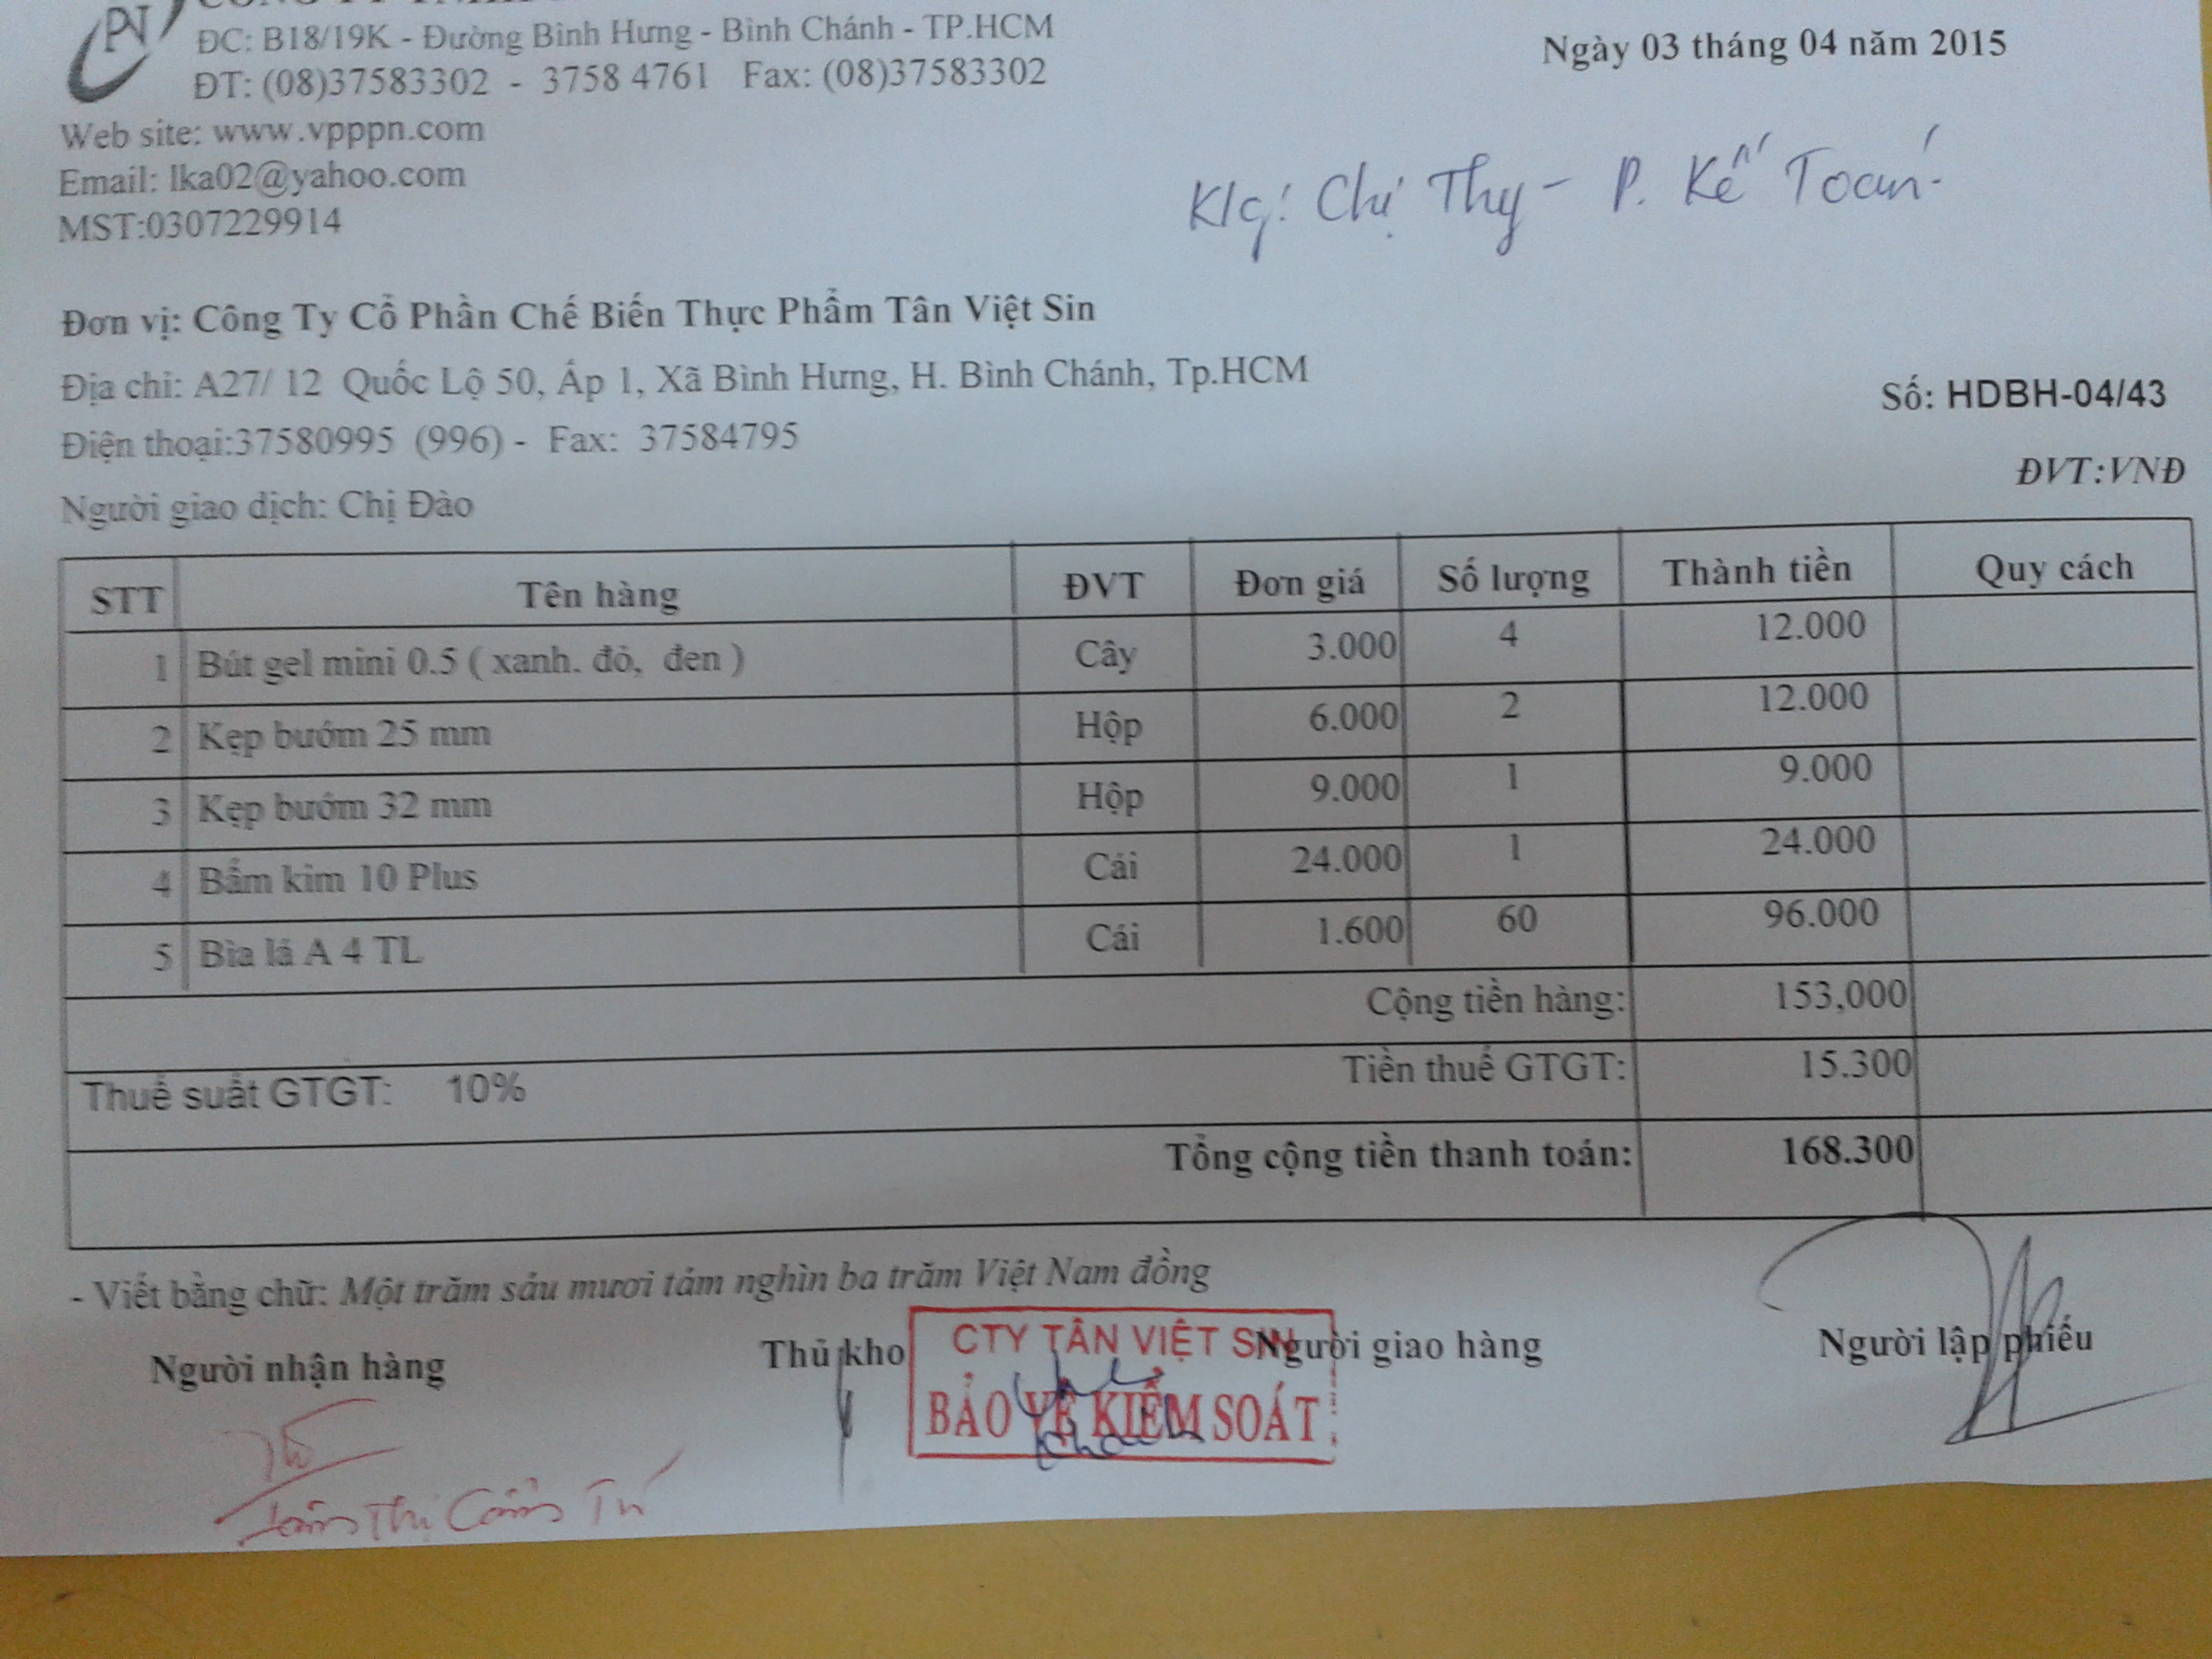 PN
ĐC: B18/19K - Đường Bình Hưng - Bình Chánh - TP.HCM
ĐT: (08)37583302 - 3758 4761 Fax: (08)37583302
Web site: www.vpppn.com
Email: lka02@yahoo.com
MST:0307229914
Ngày 03 tháng 04 năm 2015
Chị Thy - P. Kế Toán
Đơn vị: Công Ty Cổ Phần Chế Biến Thực Phẩm Tân Việt Sin
Địa chỉ: A27/ 12 Quốc Lộ 50, Ấp 1, Xã Bình Hưng, H. Bình Chánh, Tp.HCM
Số: HDBH-04/43
Điện thoại:37580995 (996) - Fax: 37584795
ĐVT:VNĐ
Người giao dịch: Chị Đào
STT Tên hàng ĐVT Đơn giá Số lượng Thành tiền Quy cách
1 Bút gel mini 0.5 ( xanh. đỏ, đen ) Cây 3.000 4 12.000
2 Kẹp bướm 25 mm Hộp 6.000 2 12.000
3 Kẹp bướm 32 mm Hộp 9.000 1 9.000
4 Bấm kim 10 Plus Cái 24.000 1 24.000
5 Bìa lá A 4 TL Cái 1.600 60 96.000
Cộng tiền hàng: 153,000
Thuế suất GTGT: 10% Tiền thuế GTGT: 15.300
Tổng cộng tiền thanh toán: 168.300
- Viết bằng chữ: Một trăm sáu mươi tám nghìn ba trăm Việt Nam đồng
Người nhận hàng Thủ kho Người giao hàng Người lập phiếu
CTY TÂN VIỆT SIN
BẢO VỆ KIỂM SOÁT
Thị Cẩm Tú